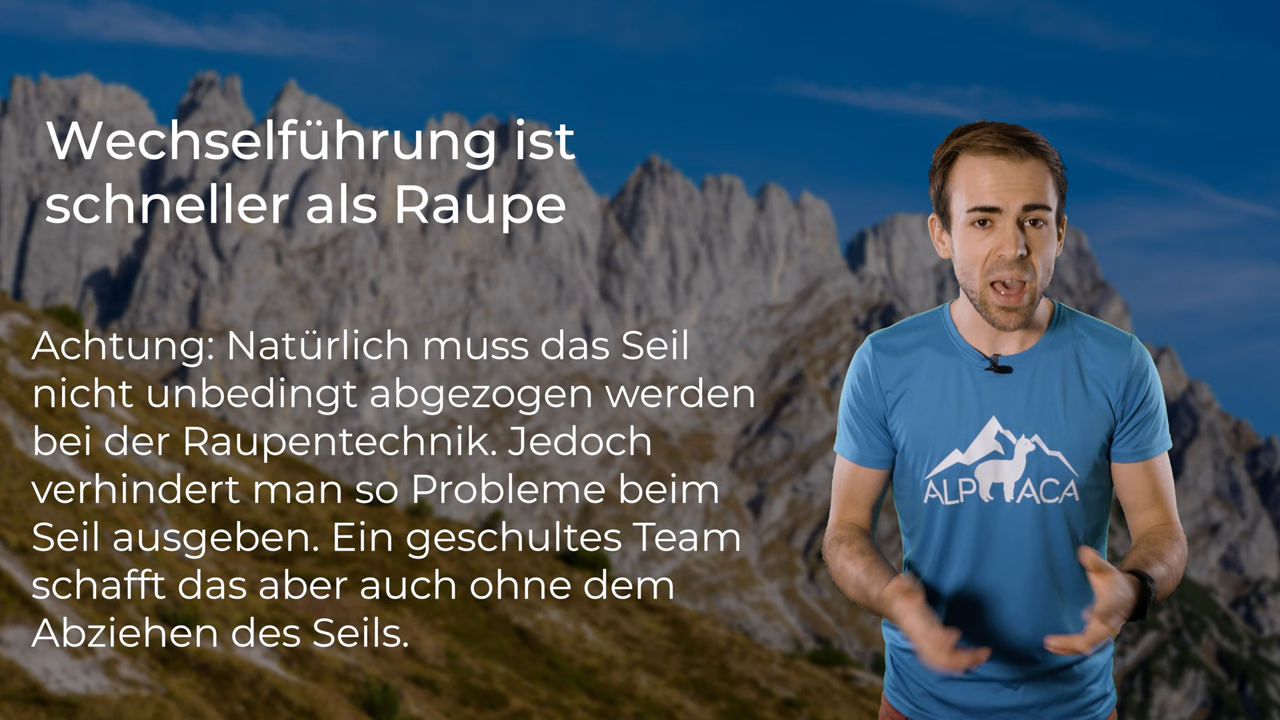 Wechselführung ist
schneller als Raupe
Achtung: Natürlich muss das Seil
nicht unbedingt abgezogen werden
bei der Raupentechnik. Jedoch
verhindert man so Probleme beim
Seil ausgeben. Ein geschultes Team
schafft das aber auch ohne dem
Abziehen des Seils.
ALPACA